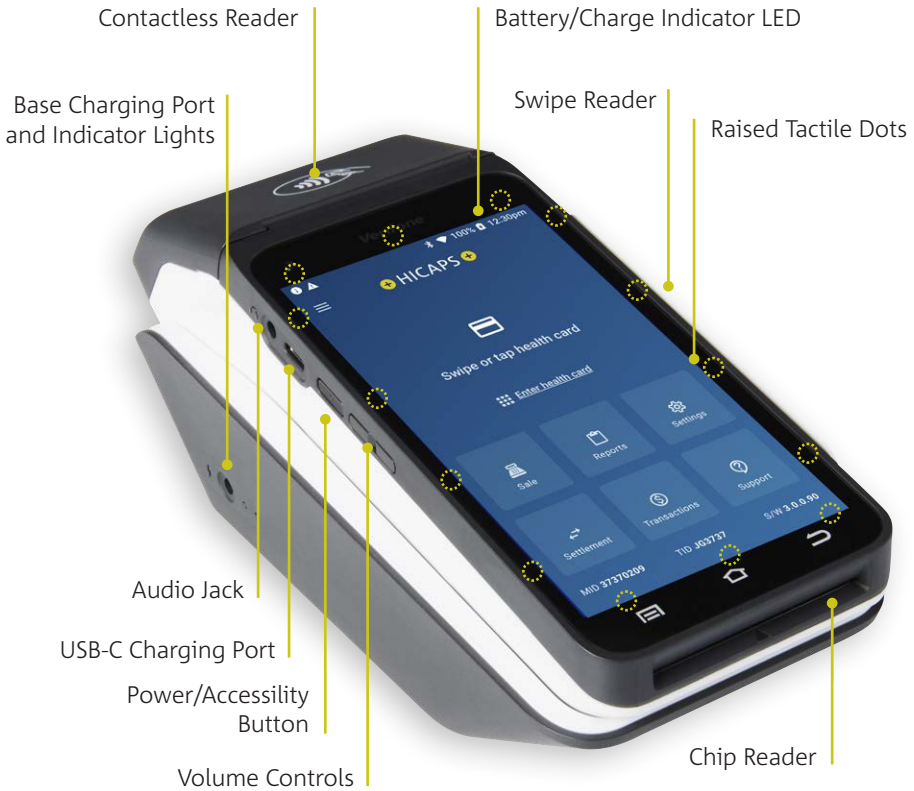 Contactless Reader
Battery/Charge Indicator LED
Base Charging Port
and Indicator Lights
Swipe Reader
Raised Tactile Dots
Verifone
100% 12:30pm
HICAPS
Swipe or tap health card
Enter health card
Sale
Reports
Settings
Settlement
Transactions
Support
MID 37370209
TID JG3737
S/W 3.0.0.90
Audio Jack
USB-C Charging Port
Power/Accessility
Button
Volume Controls
Chip Reader